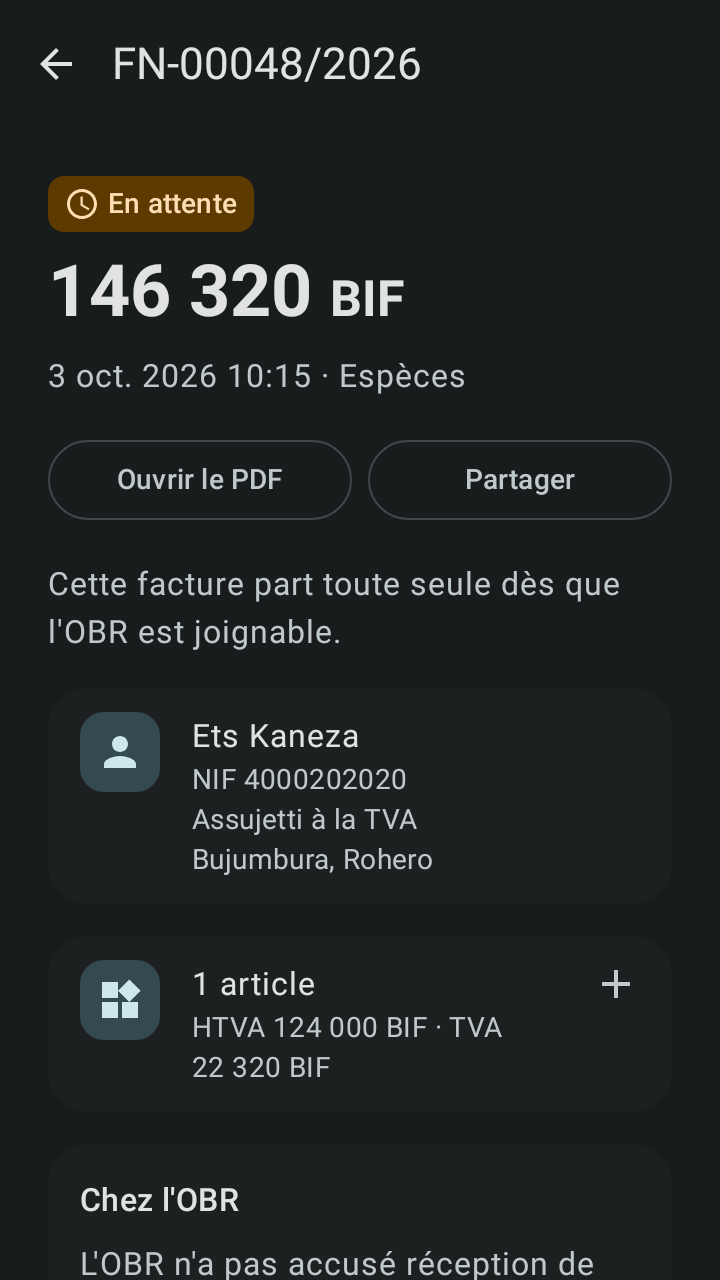 FN-00048/2026
En attente
146 320 BIF
3 oct. 2026 10:15 · Espèces
Ouvrir le PDF
Partager
Cette facture part toute seule dès que
l'OBR est joignable.
Ets Kaneza
NIF 4000202020
Assujetti à la TVA
Bujumbura, Rohero
1 article
HTVA 124 000 BIF · TVA
22 320 BIF
Chez l'OBR
L'OBR n'a pas accusé réception de